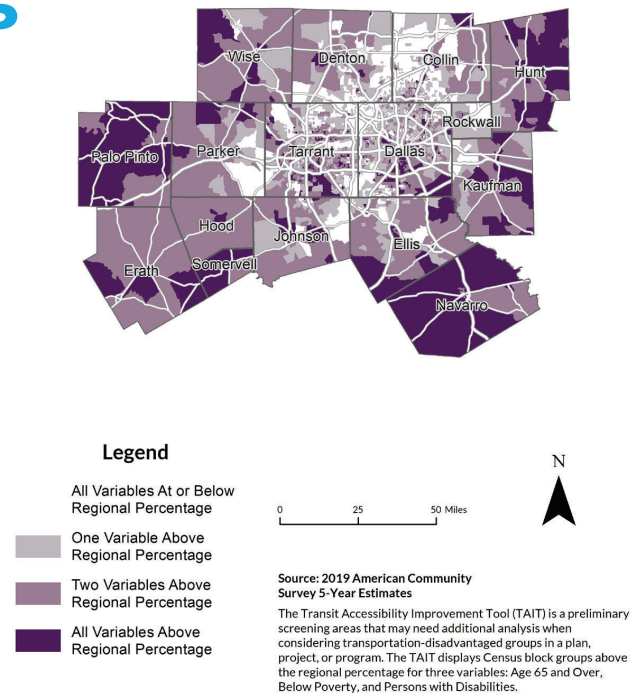 Wise
Denton
Collin
Hunt
Palo Pinto
Parker
Tarrant
Dallas
Rockwall
Kaufman
Hood
Johnson
Ellis
Erath
Somervell
Navarro
Legend
All Variables At or Below
Regional Percentage
One Variable Above
Regional Percentage
Two Variables Above
Regional Percentage
All Variables Above
Regional Percentage
N
0 25 50 Miles
Source: 2019 American Community
Survey 5-Year Estimates
The Transit Accessibility Improvement Tool (TAIT) is a preliminary
screening areas that may need additional analysis when
considering transportation-disadvantaged groups in a plan,
project, or program. The TAIT displays Census block groups above
the regional percentage for three variables: Age 65 and Over,
Below Poverty, and Persons with Disabilities.